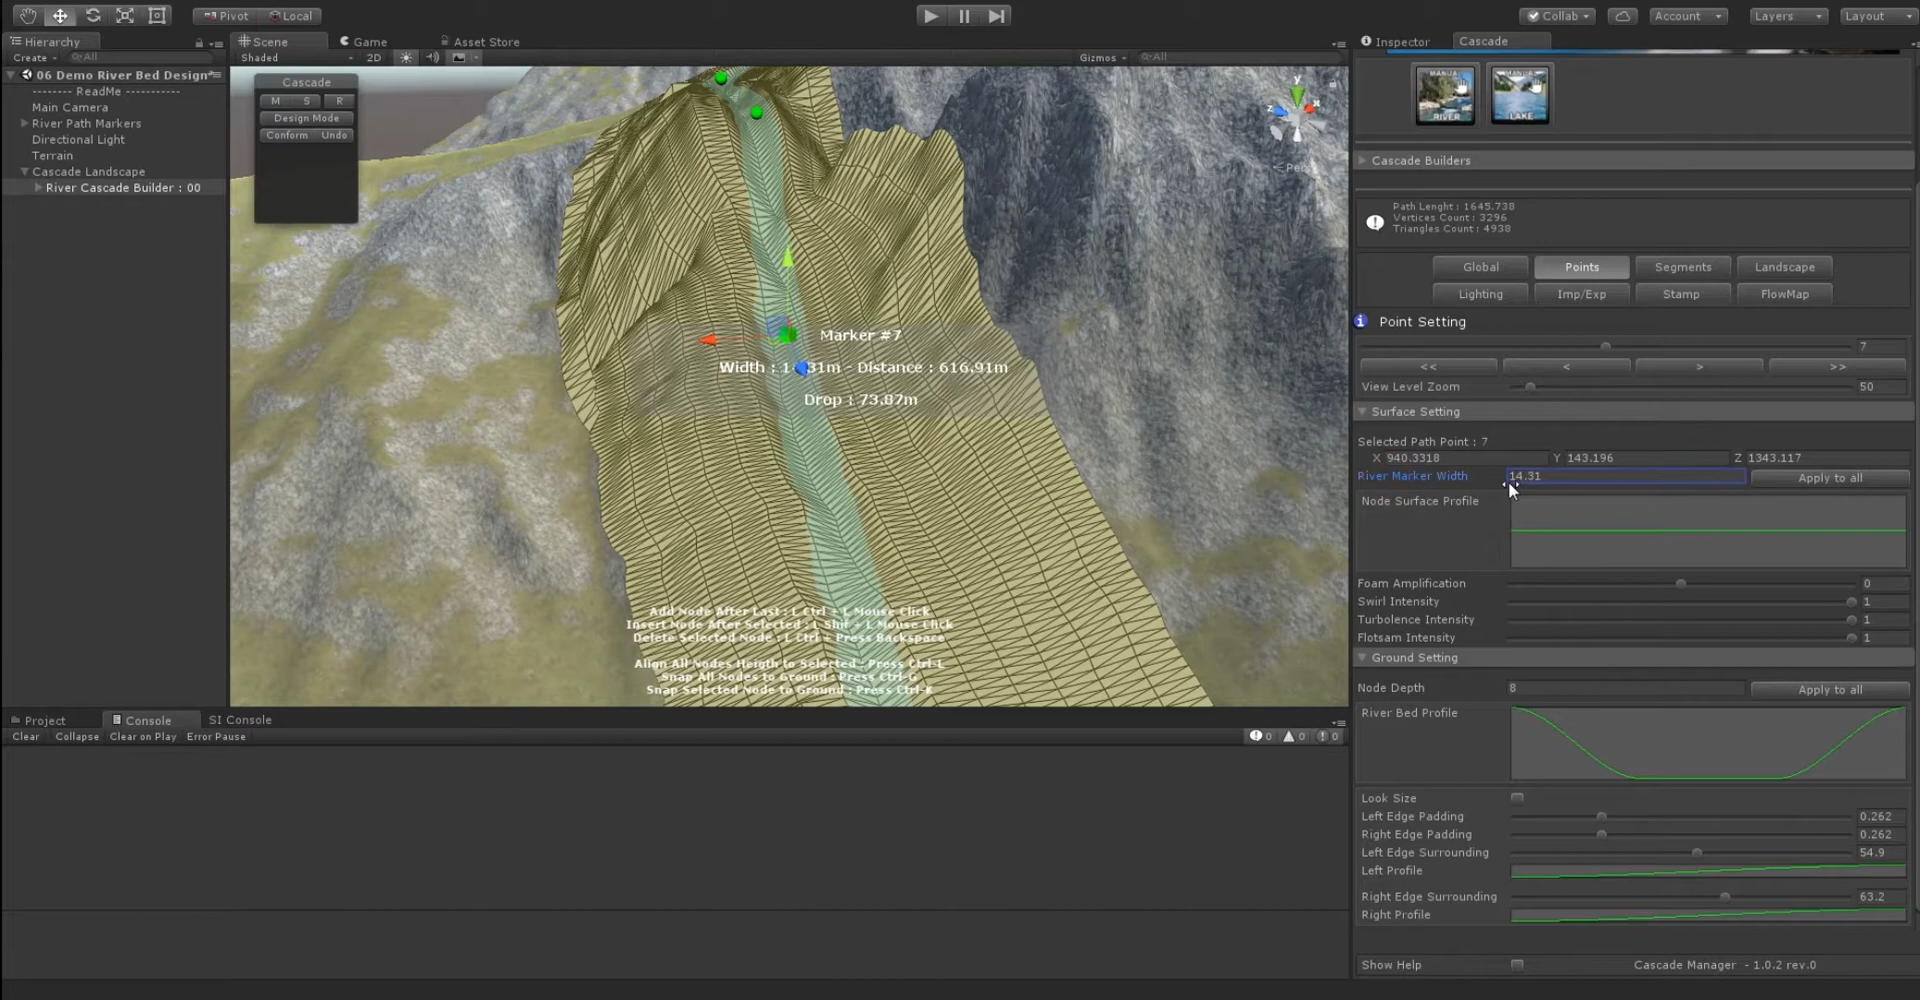 Pivot Local Collab Account Layers Layout
Hierarchy Scene Game Asset Store Inspector Cascade
Create All Shaded 2D Gizmos All
06 Demo River Bed Design*
-------- ReadMe -----------
Main Camera
River Path Markers
Directional Light
Terrain
Cascade Landscape
River Cascade Builder : 00
Cascade
M S R
Design Mode
Conform Undo
y
x
z
Marker #7
Distance : 616.91m
Drop : 73.87m
Add Node After Last : L Ctrl + L Mouse Click
Insert Node After Selected : L Shif + L Mouse Click
Delete Selected Node : L Ctrl + Press Backspace
Align All Nodes Heigth to Selected : Press Ctrl-L
Snap All Nodes to Ground : Press Ctrl-G
Snap Selected Node to Ground : Press Ctrl-K
MANUAL RIVER
LAKE
Cascade Builders
Path Lenght : 1645.738
Vertices Count : 3296
Triangles Count : 4938
Global Points Segments Landscape
Lighting Imp/Exp Stamp FlowMap
Point Setting
7
<< < > >>
View Level Zoom 50
Surface Setting
Selected Path Point : 7
X 940.3318 Y 143.196 Z 1343.117
River Marker Width 14.31 Apply to all
Node Surface Profile
Foam Amplification 0
Swirl Intensity 1
Turbolence Intensity 1
Flotsam Intensity 1
Ground Setting
Node Depth 8 Apply to all
River Bed Profile
Look Size
Left Edge Padding 0.262
Right Edge Padding 0.262
Left Edge Surrounding 54.9
Left Profile
Right Edge Surrounding 63.2
Right Profile
Show Help Cascade Manager - 1.0.2 rev.0
Project Console SI Console
Clear Collapse Clear on Play Error Pause 0 0 0